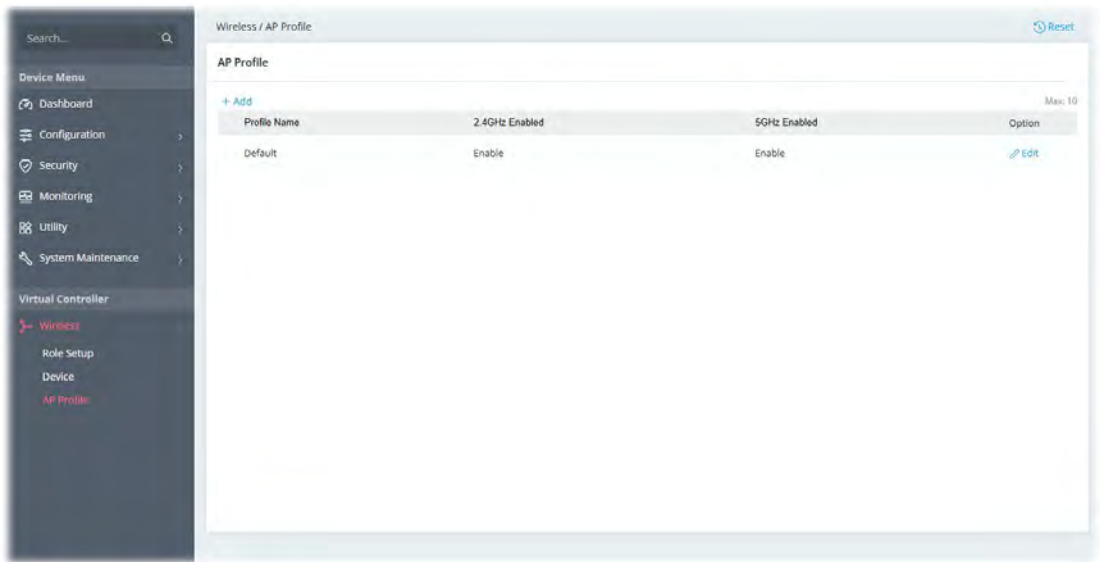 Search...
Device Menu
Dashboard
Configuration
Security
Monitoring
Utility
System Maintenance
Virtual Controller
Wireless
Role Setup
Device
AP Profile
Wireless / AP Profile
Reset
AP Profile
+ Add
Max: 10
Profile Name 2.4GHz Enabled 5GHz Enabled Option
Default Enable Enable Edit